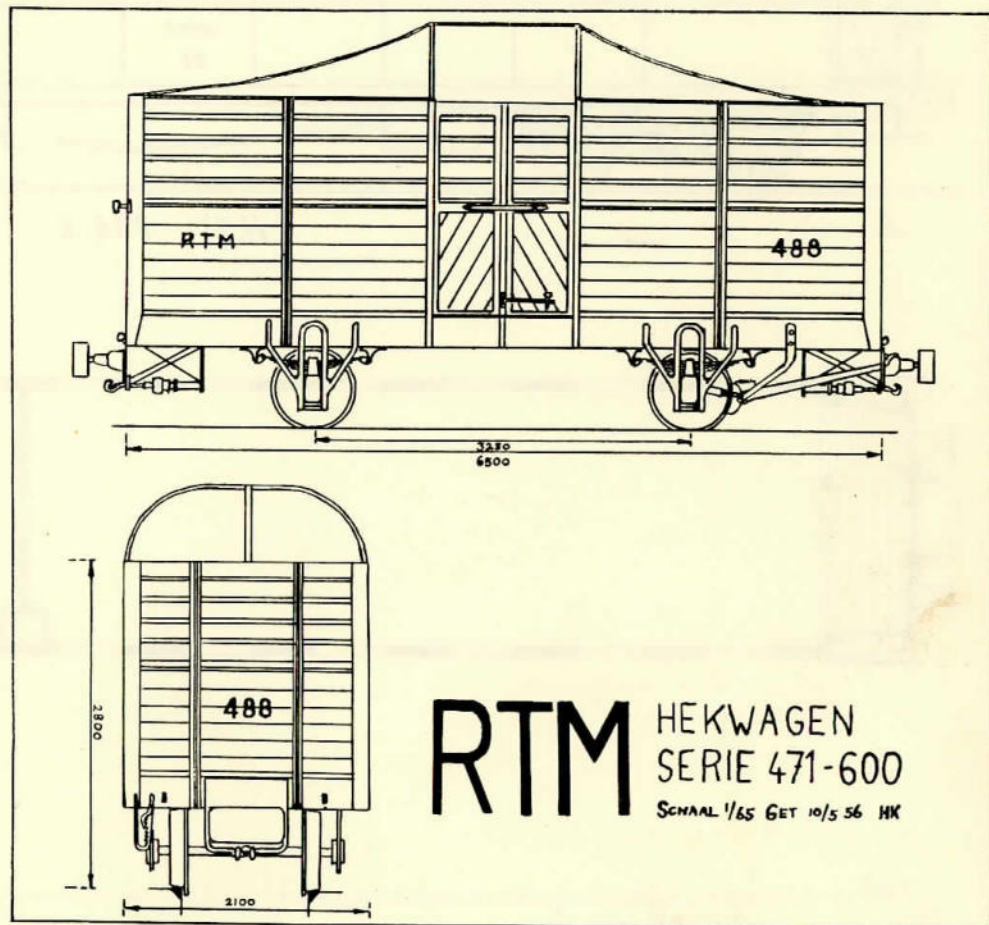 RTM
488
3250
6500
2800
488
2100
RTM
HEKWAGEN
SERIE 471-600
SCHAAL 1/65 GET 10/5 56 HK